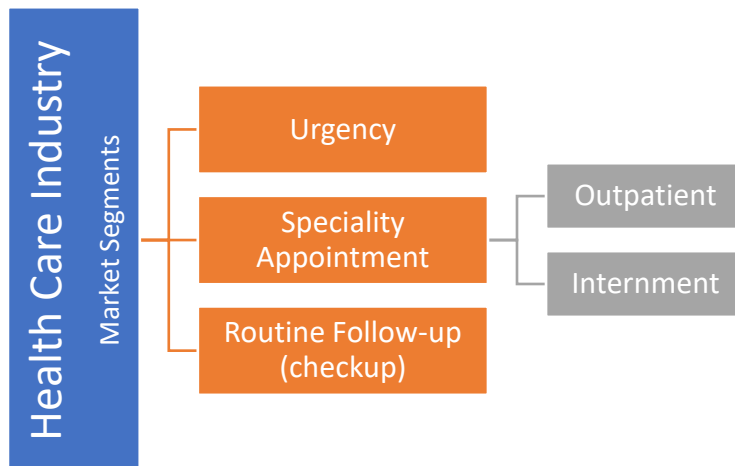 Health Care Industry
Market Segments
Urgency
Speciality
Appointment
Routine Follow-up
(checkup)
Outpatient
Internment